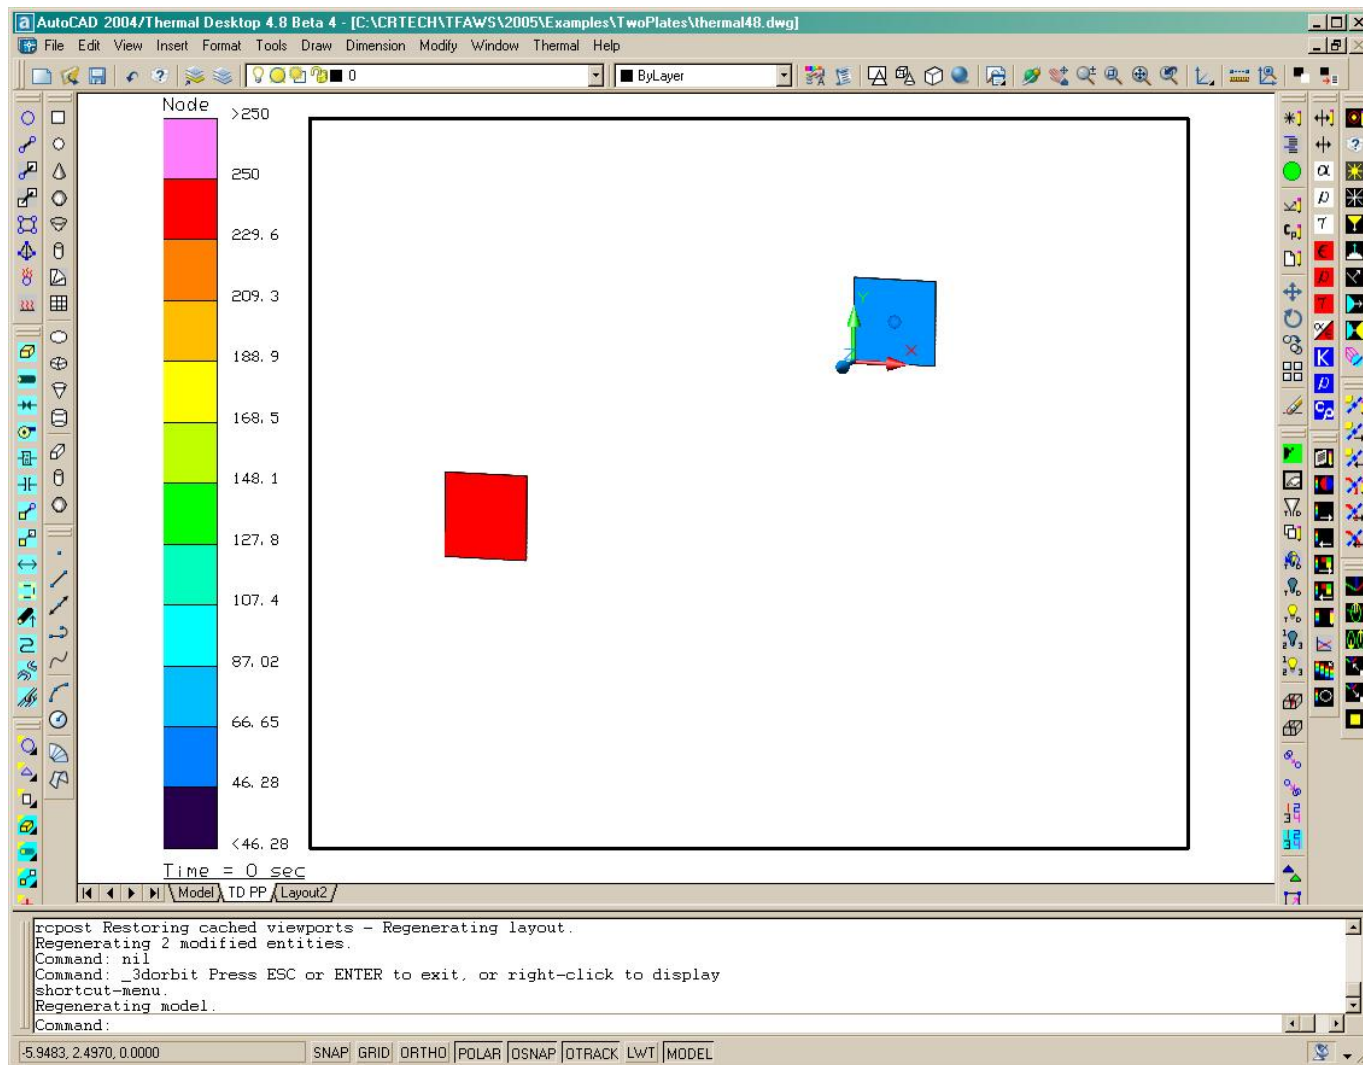 AutoCAD 2004/Thermal Desktop 4.8 Beta 4 - [C:\CRTECH\TFAWS\2005\Examples\TwoPlates\thermal48.dwg]
File Edit View Insert Format Tools Draw Dimension Modify Window Thermal Help
0 ByLayer
Node
>250
250
229.6
209.3
188.9
168.5
148.1
127.8
107.4
87.02
66.65
46.28
<46.28
Time = 0 sec
Y
X
Z
Model TD PP Layout2
rcpost Restoring cached viewports - Regenerating layout.
Regenerating 2 modified entities.
Command: nil
Command: _3dorbit Press ESC or ENTER to exit, or right-click to display
shortcut-menu.
Regenerating model.
Command:
-5.9483, 2.4970, 0.0000 SNAP GRID ORTHO POLAR OSNAP OTRACK LWT MODEL